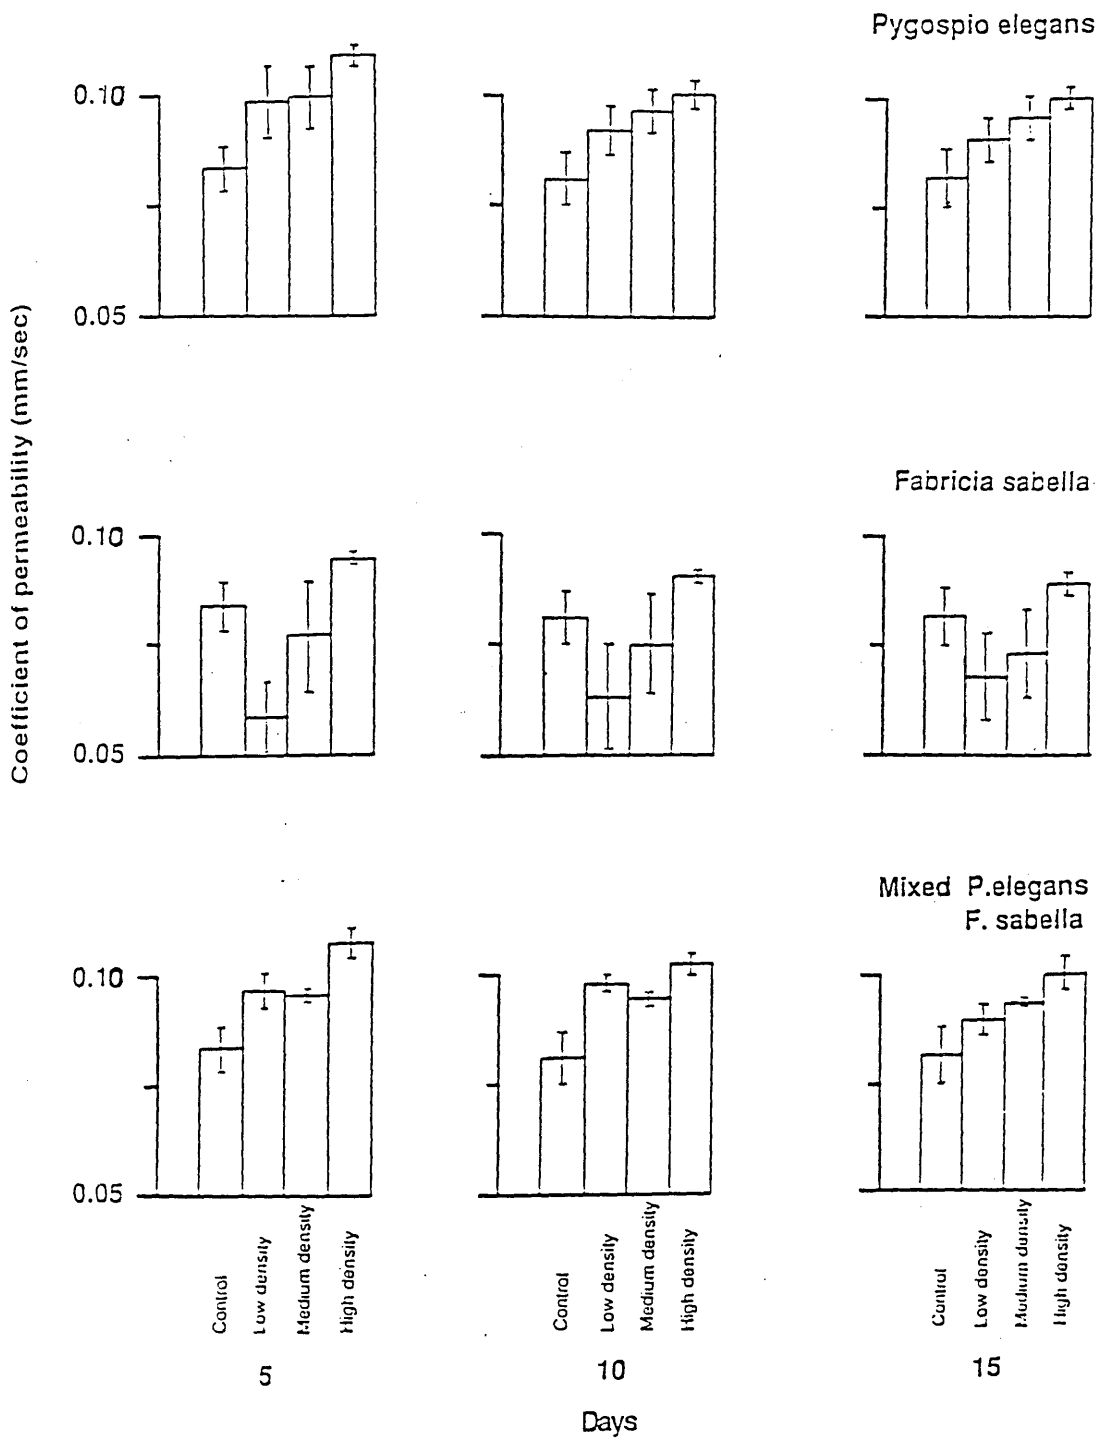 Pygospio elegans
0.10
0.05
Coefficient of permeability (mm/sec)
Fabricia sabella
0.10
0.05
Mixed P.elegans
F. sabella
0.10
0.05
Control
Low density
Medium density
High density
Control
Low density
Medium density
High density
Control
Low density
Medium density
High density
5
10
15
Days